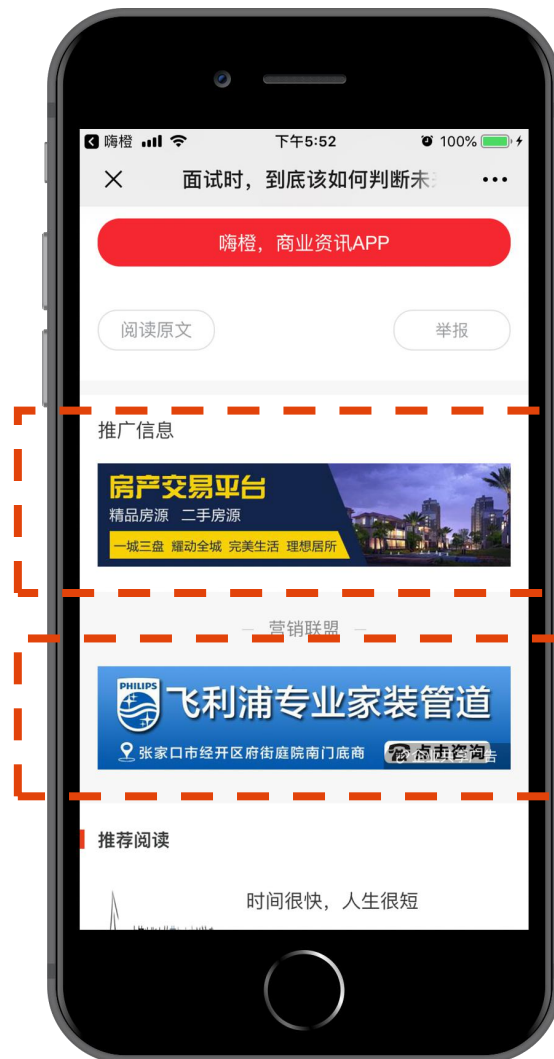 嗨橙
下午5:52
100%
面试时，到底该如何判断未
嗨橙，商业资讯APP
阅读原文
举报
推广信息
房产交易平台
精品房源 二手房源
一城三盘 耀动全城 完美生活 理想居所
营销联盟
PHILIPS
飞利浦专业家装管道
张家口市经开区府街庭院南门底商
点击咨询
推荐阅读
时间很快，人生很短